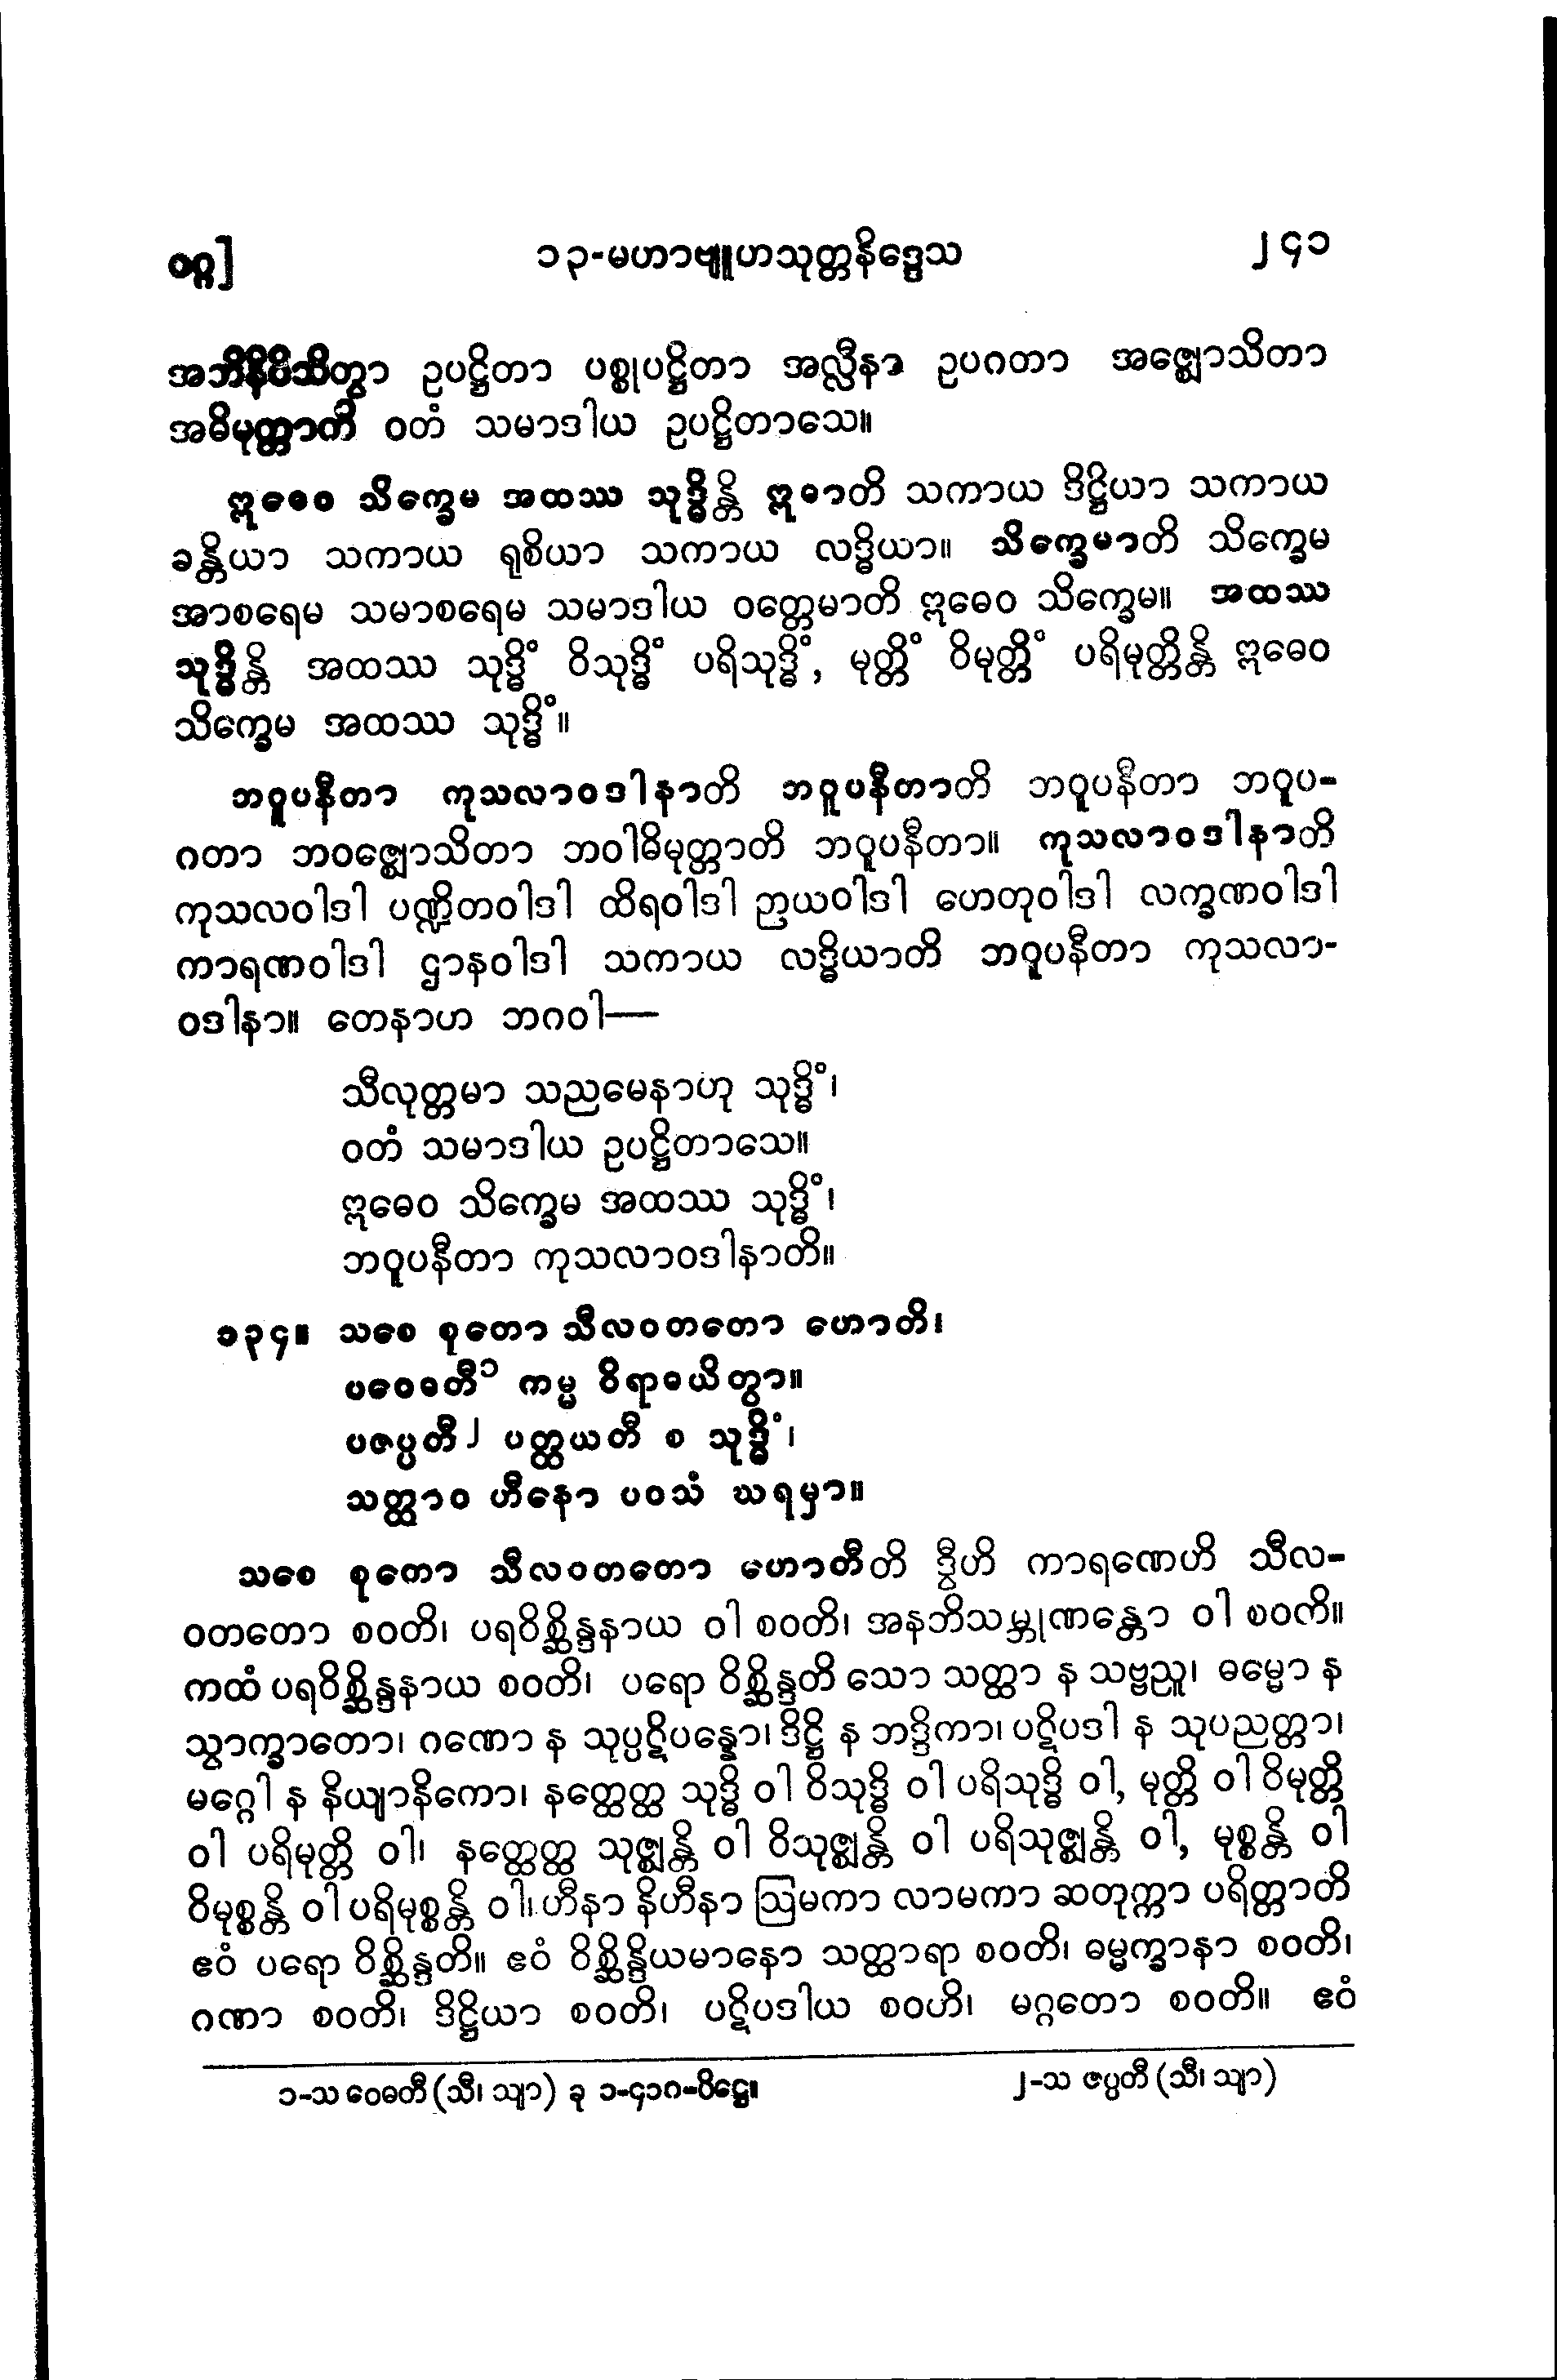 ဝဂ္ဂ] ၁၃-မဟာဗျူဟသုတ္တနိဒ္ဒေသ ၂၄၁
အဘိနိဝိသိတွာ ဥပဋ္ဌိတာ ပစ္စုပဋ္ဌိတာ အလ္လီနာ ဥပဂတာ အဇ္ဈောသိတာ
အဓိမုတ္တာတိ ဝတံ သမာဒါယ ဥပဋ္ဌိတာသေ။
ဣဓေဝ သိက္ခေမ အထဿ သုဒ္ဓိန္တိ ဣဓာတိ သကာယ ဒိဋ္ဌိယာ သကာယ
ခန္တိယာ သကာယ ရုစိယာ သကာယ လဒ္ဓိယာ။ သိက္ခေမာတိ သိက္ခေမ
အာစရေမ သမာစရေမ သမာဒါယ ဝတ္တေမာတိ ဣဓေဝ သိက္ခေမ။ အထဿ
သုဒ္ဓိန္တိ အထဿ သုဒ္ဓိံ ဝိသုဒ္ဓိံ ပရိသုဒ္ဓိံ, မုတ္တိံ ဝိမုတ္တိံ ပရိမုတ္တိန္တိ ဣဓေဝ
သိက္ခေမ အထဿ သုဒ္ဓိံ။
ဘဝူပနီတာ ကုသလာဝဒါနာတိ ဘဝူပနီတာတိ ဘဝူပနီတာ ဘဝူပ-
ဂတာ ဘဝဇ္ဈောသိတာ ဘဝါဓိမုတ္တာတိ ဘဝူပနီတာ။ ကုသလာဝဒါနာတိ
ကုသလဝါဒါ ပဏ္ဍိတဝါဒါ ထိရဝါဒါ ဉာယဝါဒါ ဟေတုဝါဒါ လက္ခဏဝါဒါ
ကာရဏဝါဒါ ဌာနဝါဒါ သကာယ လဒ္ဓိယာတိ ဘဝူပနီတာ ကုသလာ-
ဝဒါနာ။ တေနာဟ ဘဂဝါ—
သီလုတ္တမာ သညမေနာဟု သုဒ္ဓိံ၊
ဝတံ သမာဒါယ ဥပဋ္ဌိတာသေ။
ဣဓေဝ သိက္ခေမ အထဿ သုဒ္ဓိံ၊
ဘဝူပနီတာ ကုသလာဝဒါနာတိ။
၁၃၄။ သစေ စုတော သီလဝတတော ဟောတိ၊
ပဝေဓတီ၁ ကမ္မ ဝိရာဓယိတွာ။
ပဇပ္ပတီ၂ ပတ္ထယတီ စ သုဒ္ဓိံ၊
သတ္ထာဝ ဟီနော ပဝသံ ဃရမှာ။
သစေ စုတော သီလဝတတော ဟောတီတိ ဒွီဟိ ကာရဏေဟိ သီလ-
ဝတတော စဝတိ၊ ပရဝိစ္ဆိန္ဒနာယ ဝါ စဝတိ၊ အနဘိသမ္ဘုဏန္တော ဝါ စဝတိ။
ကထံ ပရဝိစ္ဆိန္ဒနာယ စဝတိ၊ ပရော ဝိစ္ဆိန္ဒတိ သော သတ္ထာ န သဗ္ဗညူ၊ ဓမ္မော န
သွာက္ခာတော၊ ဂဏော န သုပ္ပဋိပန္နော၊ ဒိဋ္ဌိ န ဘဒ္ဒိကာ၊ ပဋိပဒါ န သုပညတ္တာ၊
မဂ္ဂေါ န နိယျာနိကော၊ နတ္ထေတ္ထ သုဒ္ဓိ ဝါ ဝိသုဒ္ဓိ ဝါ ပရိသုဒ္ဓိ ဝါ, မုတ္တိ ဝါ ဝိမုတ္တိ
ဝါ ပရိမုတ္တိ ဝါ၊ နတ္ထေတ္ထ သုဇ္ဈန္တိ ဝါ ဝိသုဇ္ဈန္တိ ဝါ ပရိသုဇ္ဈန္တိ ဝါ, မုစ္စန္တိ ဝါ
ဝိမုစ္စန္တိ ဝါ ပရိမုစ္စန္တိ ဝါ။ ဟီနာ နိဟီနာ ဩမကာ လာမကာ ဆတုက္ကာ ပရိတ္တာတိ
ဧဝံ ပရော ဝိစ္ဆိန္ဒတိ။ ဧဝံ ဝိစ္ဆိန္ဒိယမာနော သတ္ထာရာ စဝတိ၊ ဓမ္မက္ခာနာ စဝတိ၊
ဂဏာ စဝတိ၊ ဒိဋ္ဌိယာ စဝတိ၊ ပဋိပဒါယ စဝတိ၊ မဂ္ဂတော စဝတိ။ ဧဝံ
၁-သ ဝေဓတီ (သီ၊ သျာ) ခု ၁-၄၁၈-ပိဋ္ဌေ။ ၂-သ ဇပ္ပတီ (သီ၊ သျာ)